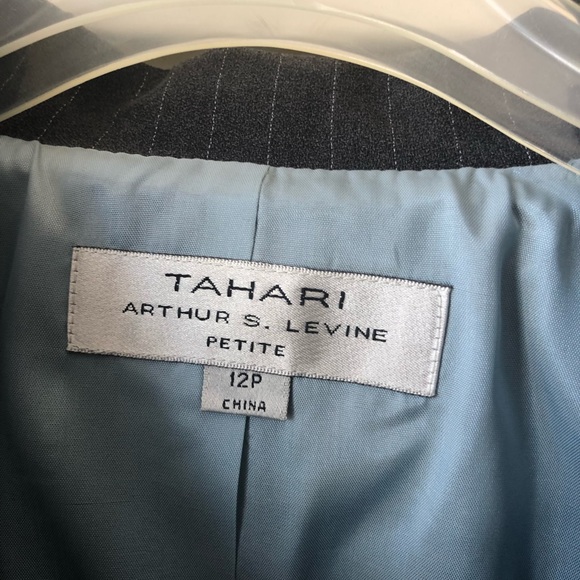 TAHARI
ARTHUR S. LEVINE
PETITE
12P
CHINA